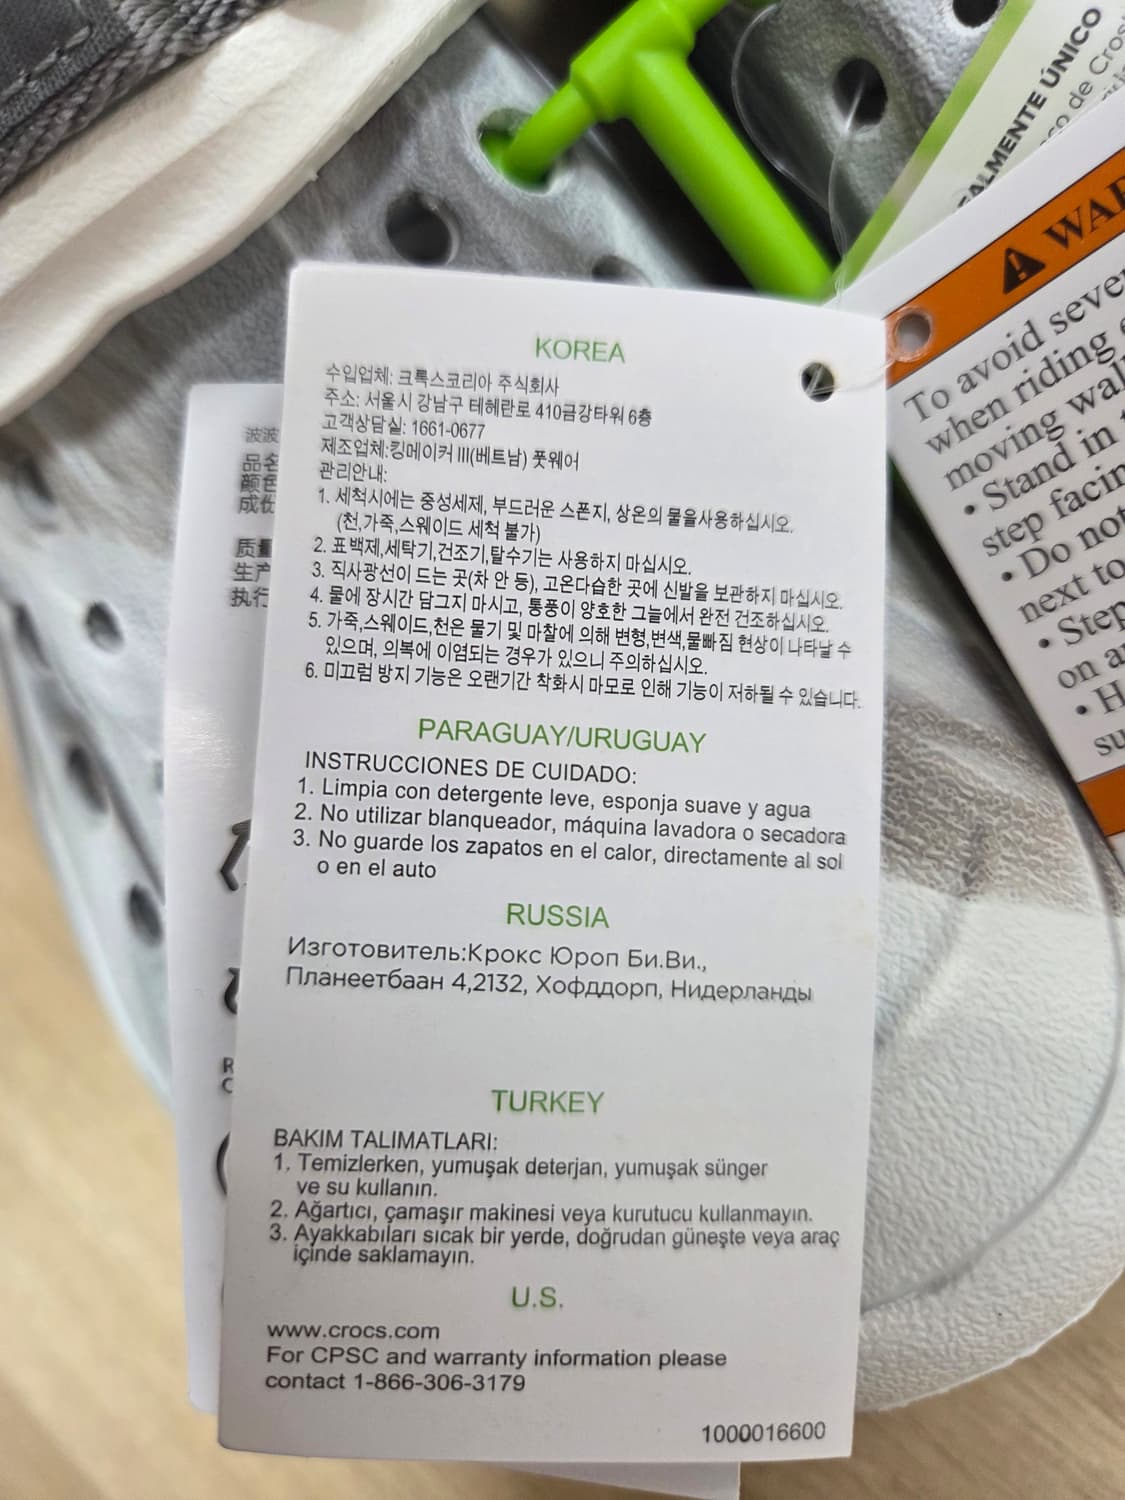 KOREA
수입업체: 크록스코리아 주식회사
주소: 서울시 강남구 테헤란로 410금강타워 6층
고객상담실: 1661-0677
제조업체:킹메이커 III(베트남) 풋웨어
관리안내:
1. 세척시에는 중성세제, 부드러운 스폰지, 상온의 물을사용하십시오.
(천,가죽,스웨이드 세척 불가)
2. 표백제,세탁기,건조기,탈수기는 사용하지 마십시오.
3. 직사광선이 드는 곳(차 안 등), 고온다습한 곳에 신발을 보관하지 마십시오.
4. 물에 장시간 담그지 마시고, 통풍이 양호한 그늘에서 완전 건조하십시오.
5. 가죽,스웨이드,천은 물기 및 마찰에 의해 변형,변색,물빠짐 현상이 나타날 수
있으며, 의복에 이염되는 경우가 있으니 주의하십시오.
6. 미끄럼 방지 기능은 오랜기간 착화시 마모로 인해 기능이 저하될 수 있습니다.
PARAGUAY/URUGUAY
INSTRUCCIONES DE CUIDADO:
1. Limpia con detergente leve, esponja suave y agua
2. No utilizar blanqueador, máquina lavadora o secadora
3. No guarde los zapatos en el calor, directamente al sol
o en el auto
RUSSIA
Изготовитель:Крокс Юроп Би.Ви.,
Планеетбаан 4,2132, Хофддорп, Нидерланды
TURKEY
BAKIM TALIMATLARI:
1. Temizlerken, yumuşak deterjan, yumuşak sünger
ve su kullanın.
2. Ağartıcı, çamaşır makinesi veya kurutucu kullanmayın.
3. Ayakkabıları sıcak bir yerde, doğrudan güneşte veya araç
içinde saklamayın.
U.S.
www.crocs.com
For CPSC and warranty information please
contact 1-866-306-3179
1000016600
波波
品名
颜色
成份
质量
生产
执行
ÚNICO
de
To avoid
when riding
moving
• Stand in
step
• Do not
next to
• Step
on